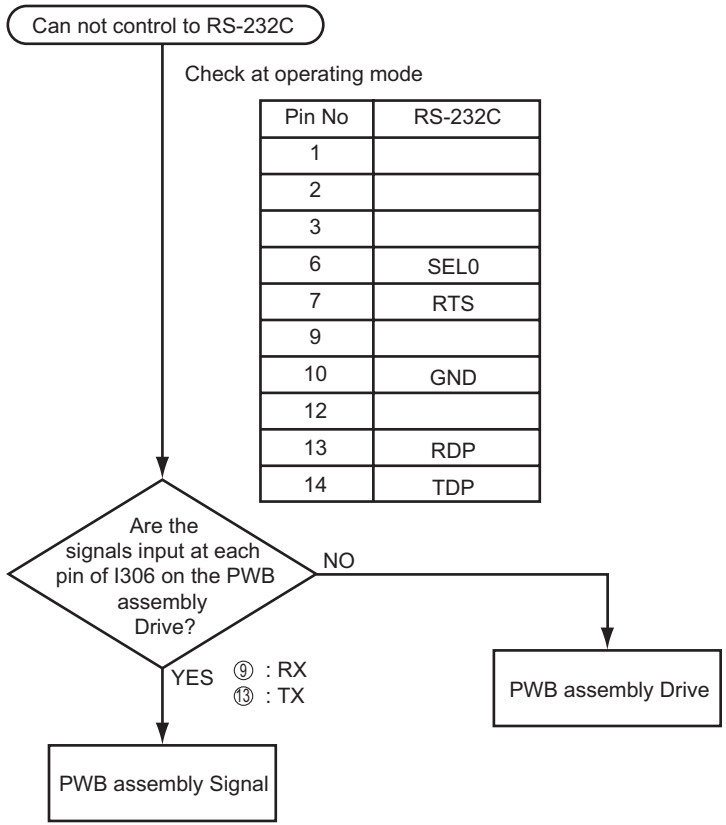 Can not control to RS-232C
Check at operating mode
Pin No RS-232C
1
2
3
6 SEL0
7 RTS
9
10 GND
12
13 RDP
14 TDP
Are the
signals input at each
pin of I306 on the PWB
assembly
Drive?
NO
YES ⑨ : RX
⑬ : TX
PWB assembly Drive
PWB assembly Signal